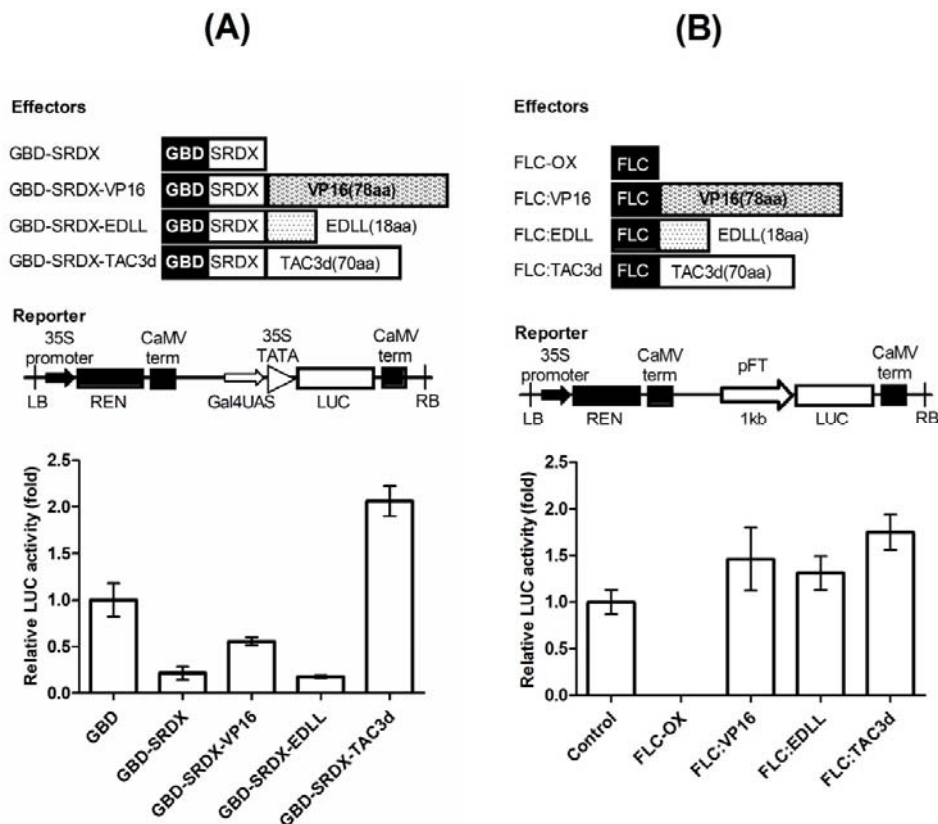 (A)
Effectors
GBD-SRDX
GBD SRDX
GBD-SRDX-VP16
GBD SRDX VP16(78aa)
GBD-SRDX-EDLL
GBD SRDX EDLL(18aa)
GBD-SRDX-TAC3d
GBD SRDX TAC3d(70aa)
Reporter
35S promoter
CaMV term
35S TATA
CaMV term
LB REN Gal4UAS LUC RB
Relative LUC activity (fold)
2.5
2.0
1.5
1.0
0.5
0.0
GBD
GBD-SRDX
GBD-SRDX-VP16
GBD-SRDX-EDLL
GBD-SRDX-TAC3d
(B)
Effectors
FLC-OX
FLC
FLC:VP16
FLC VP16(78aa)
FLC:EDLL
FLC EDLL(18aa)
FLC:TAC3d
FLC TAC3d(70aa)
Reporter
35S promoter
CaMV term
pFT
CaMV term
LB REN 1kb LUC RB
Relative LUC activity (fold)
2.5
2.0
1.5
1.0
0.5
0.0
Control
FLC-OX
FLC:VP16
FLC:EDLL
FLC:TAC3d